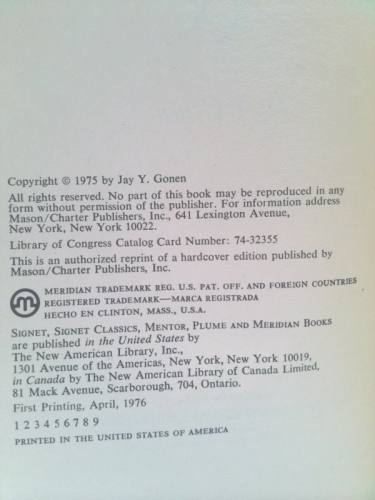 Copyright © 1975 by Jay Y. Gonen
All rights reserved. No part of this book may be reproduced in any
form without permission of the publisher. For information address
Mason/Charter Publishers, Inc., 641 Lexington Avenue,
New York, New York 10022.
Library of Congress Catalog Card Number: 74-32355
This is an authorized reprint of a hardcover edition published by
Mason/Charter Publishers, Inc.
MERIDIAN TRADEMARK REG. U.S. PAT. OFF. AND FOREIGN COUNTRIES
REGISTERED TRADEMARK—MARCA REGISTRADA
HECHO EN CLINTON, MASS., U.S.A.
SIGNET, SIGNET CLASSICS, MENTOR, PLUME AND MERIDIAN BOOKS
are published in the United States by
The New American Library, Inc.,
1301 Avenue of the Americas, New York, New York 10019,
in Canada by The New American Library of Canada Limited,
81 Mack Avenue, Scarborough, 704, Ontario.
First Printing, April, 1976
1 2 3 4 5 6 7 8 9
PRINTED IN THE UNITED STATES OF AMERICA